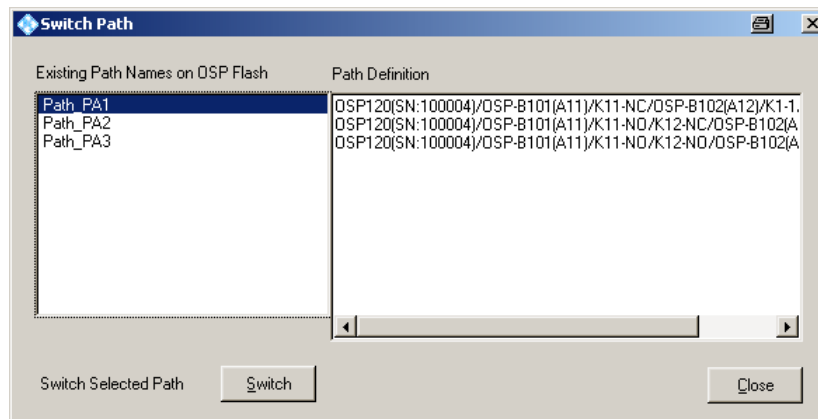 Switch Path
Existing Path Names on OSP Flash
Path_PA1
Path_PA2
Path_PA3
Path Definition
OSP120(SN:100004)/OSP-B101(A11)/K11-NC/OSP-B102(A12)/K1-1.
OSP120(SN:100004)/OSP-B101(A11)/K11-NO/K12-NC/OSP-B102(A
OSP120(SN:100004)/OSP-B101(A11)/K11-NO/K12-NO/OSP-B102(A
Switch Selected Path
Switch
Close